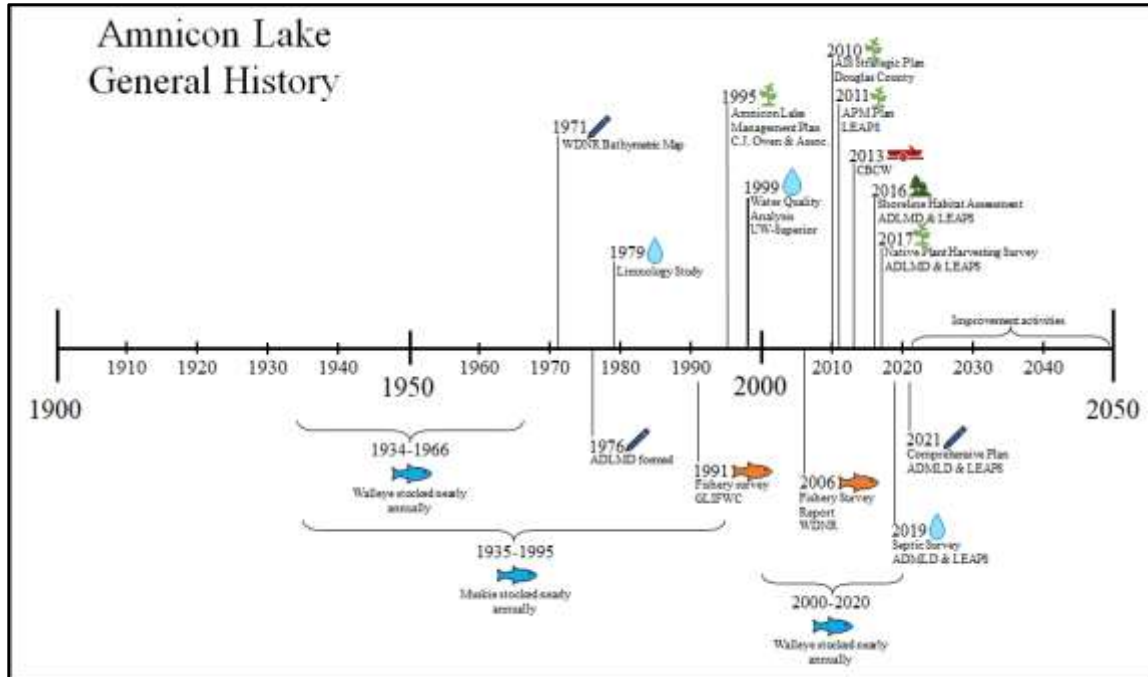 Amnicon Lake
General History
2010
AIS Strategic Plan
Douglas County
2011
APM Plan
LEAPS
1995
Amnicon Lake
Management Plan
C.J. Owen & Assoc.
1971
WDNR Bathymetric Map
2013
CBCW
1999
Water Quality
Analysis
UW-Superior
2016
Shoreline Habitat Assessment
ADLMD & LEAPS
2017
Native Plant Harvesting Survey
ADLMD & LEAPS
1979
Limnology Study
Improvement activities
1900
1910
1920
1930
1940
1950
1960
1970
1980
1990
2000
2010
2020
2030
2040
2050
1934-1966
Walleye stocked nearly
annually
1976
ADLMD formed
1991
Fishery survey
GLIFWC
2006
Fishery Survey
Report
WDNR
2021
Comprehensive Plan
ADMLD & LEAPS
2019
Septic Survey
ADMLD & LEAPS
1935-1995
Muskie stocked nearly
annually
2000-2020
Walleye stocked nearly
annually